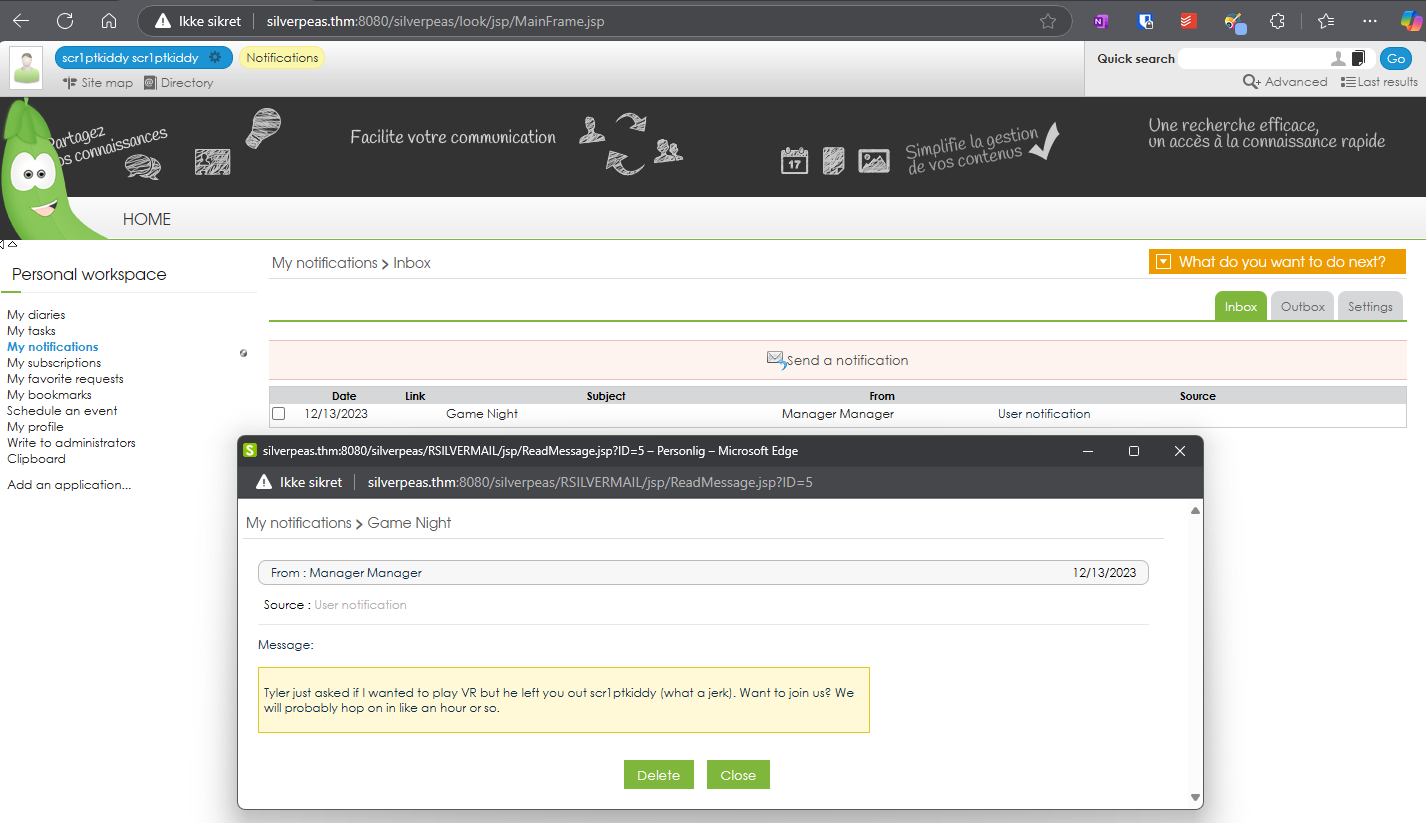 Ikke sikret silverpeas.thm:8080/silverpeas/look/jsp/MainFrame.jsp
scr1ptkiddy scr1ptkiddy Notifications
Quick search Go
Site map Directory
Advanced Last results
Partagez
vos connaissances
Facilite votre communication
17
Simplifie la gestion
de vos contenus
Une recherche efficace,
un accès à la connaissance rapide
HOME
Personal workspace
My diaries
My tasks
My notifications
My subscriptions
My favorite requests
My bookmarks
Schedule an event
My profile
Write to administrators
Clipboard
Add an application...
My notifications > Inbox
What do you want to do next?
Inbox Outbox Settings
Send a notification
Date Link Subject From Source
12/13/2023 Game Night Manager Manager User notification
S silverpeas.thm:8080/silverpeas/RSILVERMAIL/jsp/ReadMessage.jsp?ID=5 – Personlig – Microsoft Edge
Ikke sikret silverpeas.thm:8080/silverpeas/RSILVERMAIL/jsp/ReadMessage.jsp?ID=5
My notifications > Game Night
From : Manager Manager 12/13/2023
Source : User notification
Message:
Tyler just asked if I wanted to play VR but he left you out scr1ptkiddy (what a jerk). Want to join us? We
will probably hop on in like an hour or so.
Delete Close